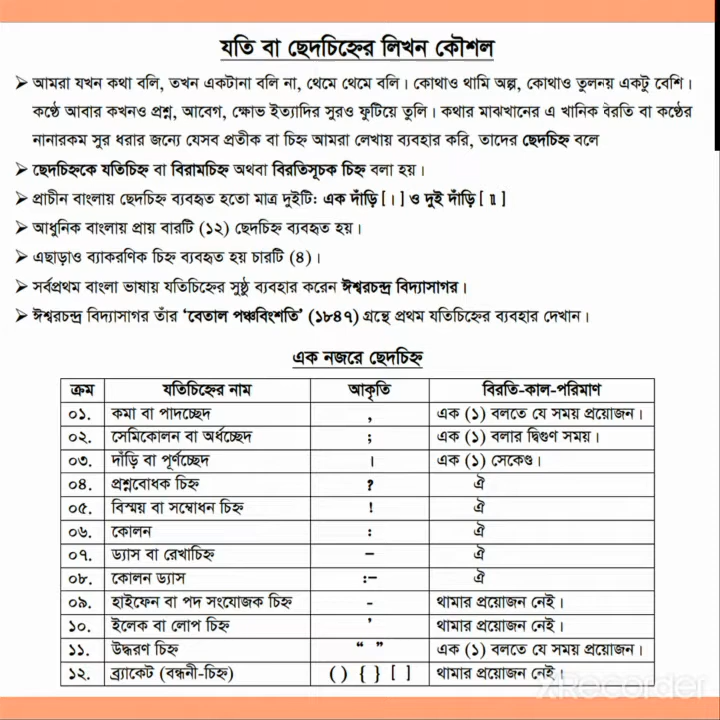 যতি বা ছেদচিহ্নের লিখন কৌশল
➢ আমরা যখন কথা বলি, তখন একটানা বলি না, থেমে থেমে বলি। কোথাও থামি অল্প, কোথাও তুলনয় একটু বেশি।
কণ্ঠে আবার কখনও প্রশ্ন, আবেগ, ক্ষোভ ইত্যাদির সুরও ফুটিয়ে তুলি। কথার মাঝখানের এ খানিক বরতি বা কণ্ঠের
নানারকম সুর ধরার জন্যে যেসব প্রতীক বা চিহ্ন আমরা লেখায় ব্যবহার করি, তাদের ছেদচিহ্ন বলে
➢ ছেদচিহ্নকে যতিচিহ্ন বা বিরামচিহ্ন অথবা বিরতিসূচক চিহ্ন বলা হয়।
➢ প্রাচীন বাংলায় ছেদচিহ্ন ব্যবহৃত হতো মাত্র দুইটি: এক দাঁড়ি [।] ও দুই দাঁড়ি [॥]
➢ আধুনিক বাংলায় প্রায় বারটি (১২) ছেদচিহ্ন ব্যবহৃত হয়।
➢ এছাড়াও ব্যাকরণিক চিহ্ন ব্যবহৃত হয় চারটি (৪)।
➢ সর্বপ্রথম বাংলা ভাষায় যতিচিহ্নের সুষ্ঠু ব্যবহার করেন ঈশ্বরচন্দ্র বিদ্যাসাগর।
➢ ঈশ্বরচন্দ্র বিদ্যাসাগর তাঁর ‘বেতাল পঞ্চবিংশতি’ (১৮৪৭) গ্রন্থে প্রথম যতিচিহ্নের ব্যবহার দেখান।
এক নজরে ছেদচিহ্ন
ক্রম যতিচিহ্নের নাম আকৃতি বিরতি-কাল-পরিমাণ
০১. কমা বা পাদচ্ছেদ , এক (১) বলতে যে সময় প্রয়োজন।
০২. সেমিকোলন বা অর্ধচ্ছেদ ; এক (১) বলার দ্বিগুণ সময়।
০৩. দাঁড়ি বা পূর্ণচ্ছেদ । এক (১) সেকেণ্ড।
০৪. প্রশ্নবোধক চিহ্ন ? ঐ
০৫. বিস্ময় বা সম্বোধন চিহ্ন ! ঐ
০৬. কোলন : ঐ
০৭. ড্যাস বা রেখাচিহ্ন – ঐ
০৮. কোলন ড্যাস :– ঐ
০৯. হাইফেন বা পদ সংযোজক চিহ্ন - থামার প্রয়োজন নেই।
১০. ইলেক বা লোপ চিহ্ন ’ থামার প্রয়োজন নেই।
১১. উদ্ধরণ চিহ্ন “ ” এক (১) বলতে যে সময় প্রয়োজন।
১২. ব্র্যাকেট (বন্ধনী-চিহ্ন) ( ) { } [ ] থামার প্রয়োজন নেই।
XRecorder